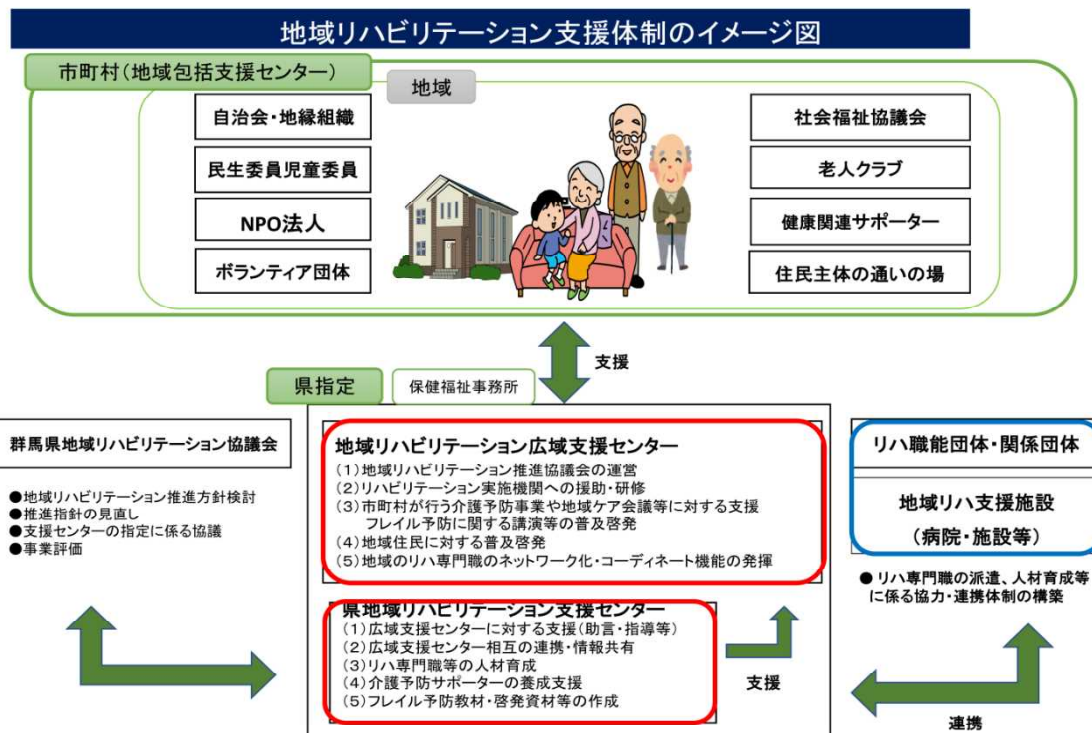 地域リハビリテーション支援体制のイメージ図
市町村(地域包括支援センター)
地域
自治会・地縁組織
民生委員児童委員
NPO法人
ボランティア団体
社会福祉協議会
老人クラブ
健康関連サポーター
住民主体の通いの場
支援
県指定
保健福祉事務所
群馬県地域リハビリテーション協議会
●地域リハビリテーション推進方針検討
●推進指針の見直し
●支援センターの指定に係る協議
●事業評価
地域リハビリテーション広域支援センター
(1)地域リハビリテーション推進協議会の運営
(2)リハビリテーション実施機関への援助・研修
(3)市町村が行う介護予防事業や地域ケア会議等に対する支援
フレイル予防に関する講演等の普及啓発
(4)地域住民に対する普及啓発
(5)地域のリハ専門職のネットワーク化・コーディネート機能の発揮
県地域リハビリテーション支援センター
(1)広域支援センターに対する支援(助言・指導等)
(2)広域支援センター相互の連携・情報共有
(3)リハ専門職等の人材育成
(4)介護予防サポーターの養成支援
(5)フレイル予防教材・啓発資材等の作成
支援
リハ職能団体・関係団体
地域リハ支援施設
(病院・施設等)
● リハ専門職の派遣、人材育成等
に係る協力・連携体制の構築
連携